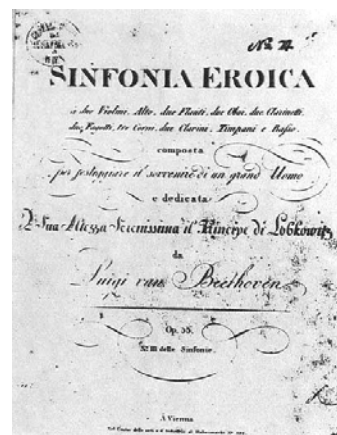 No. III.
SINFONIA EROICA
à due Violini, Alto, due Flauti, due Oboi, due Clarinetti,
due Fagotti, tre Corni, due Clarini, Timpani e Basso.
composta
per festeggiare il sovvenire di un grand Uomo
e dedicata
A Sua Altezza Serenissima il Principe di Lobkowitz
da
Luigi van Beethoven
Op. 55.
No. III delle Sinfonie.
À Vienna